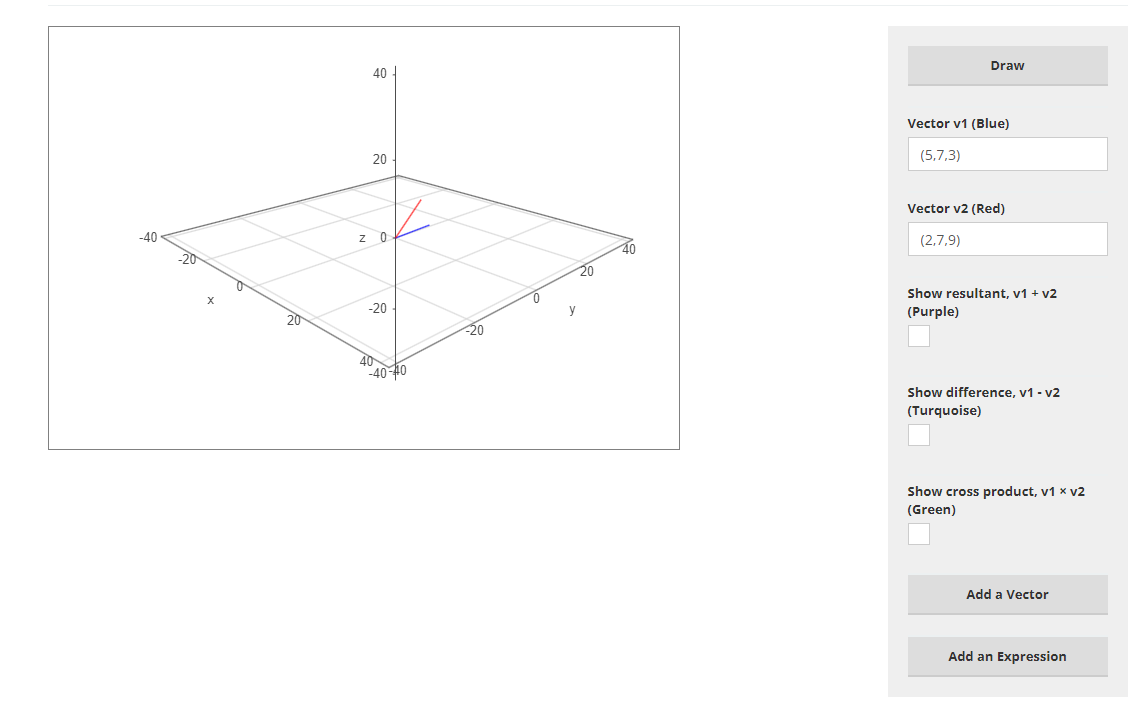 40
20
z 0
-20
-40
-40
-20
0
20
40
x
-40
-20
0
20
40
y
Draw
Vector v1 (Blue)
(5,7,3)
Vector v2 (Red)
(2,7,9)
Show resultant, v1 + v2
(Purple)
Show difference, v1 - v2
(Turquoise)
Show cross product, v1 × v2
(Green)
Add a Vector
Add an Expression